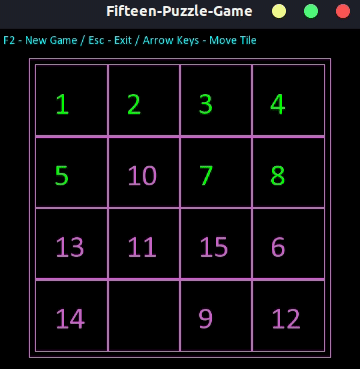 Fifteen-Puzzle-Game
F2 - New Game / Esc - Exit / Arrow Keys - Move Tile
1 2 3 4
5 10 7 8
13 11 15 6
14 9 12